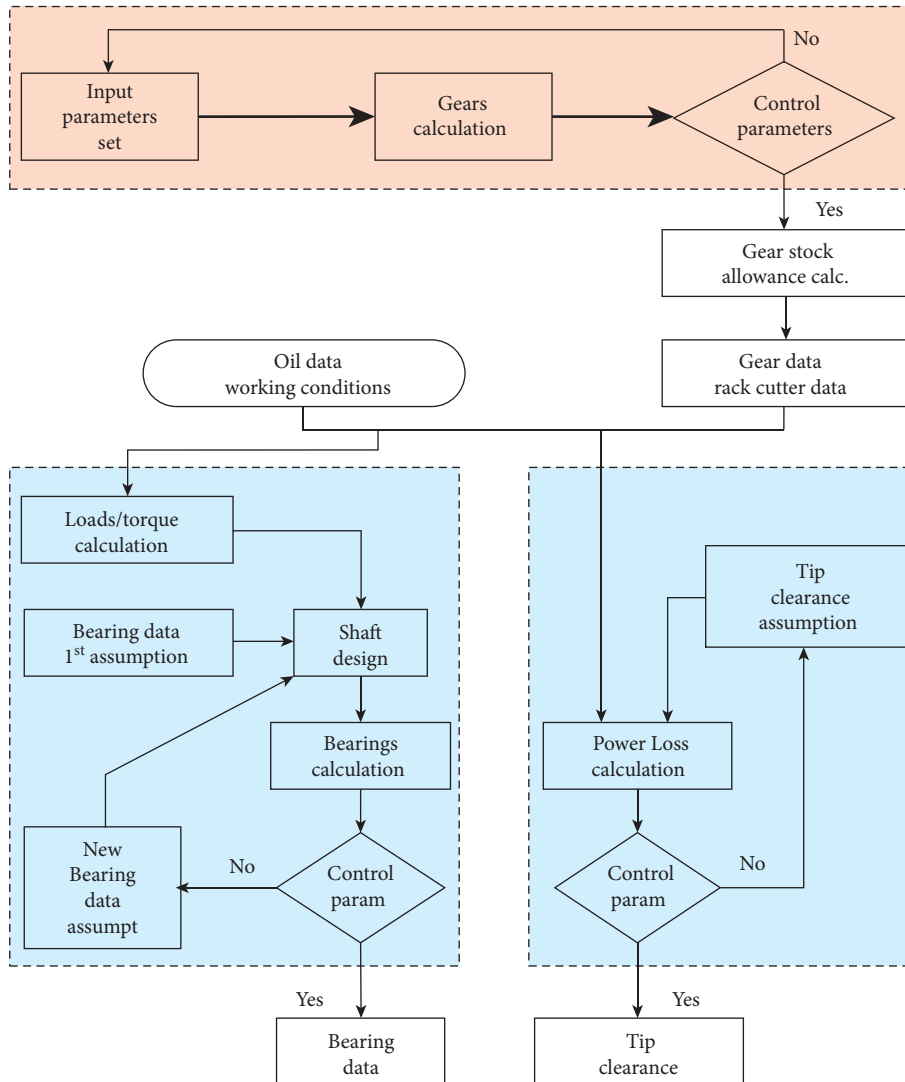 No
Input
parameters
set
Gears
calculation
Control
parameters
Yes
Gear stock
allowance calc.
Oil data
working conditions
Gear data
rack cutter data
Loads/torque
calculation
Tip
clearance
assumption
Bearing data
1st assumption
Shaft
design
Bearings
calculation
Power Loss
calculation
New
Bearing
data
assumpt
No
Control
param
Control
param
No
Yes
Yes
Bearing
data
Tip
clearance